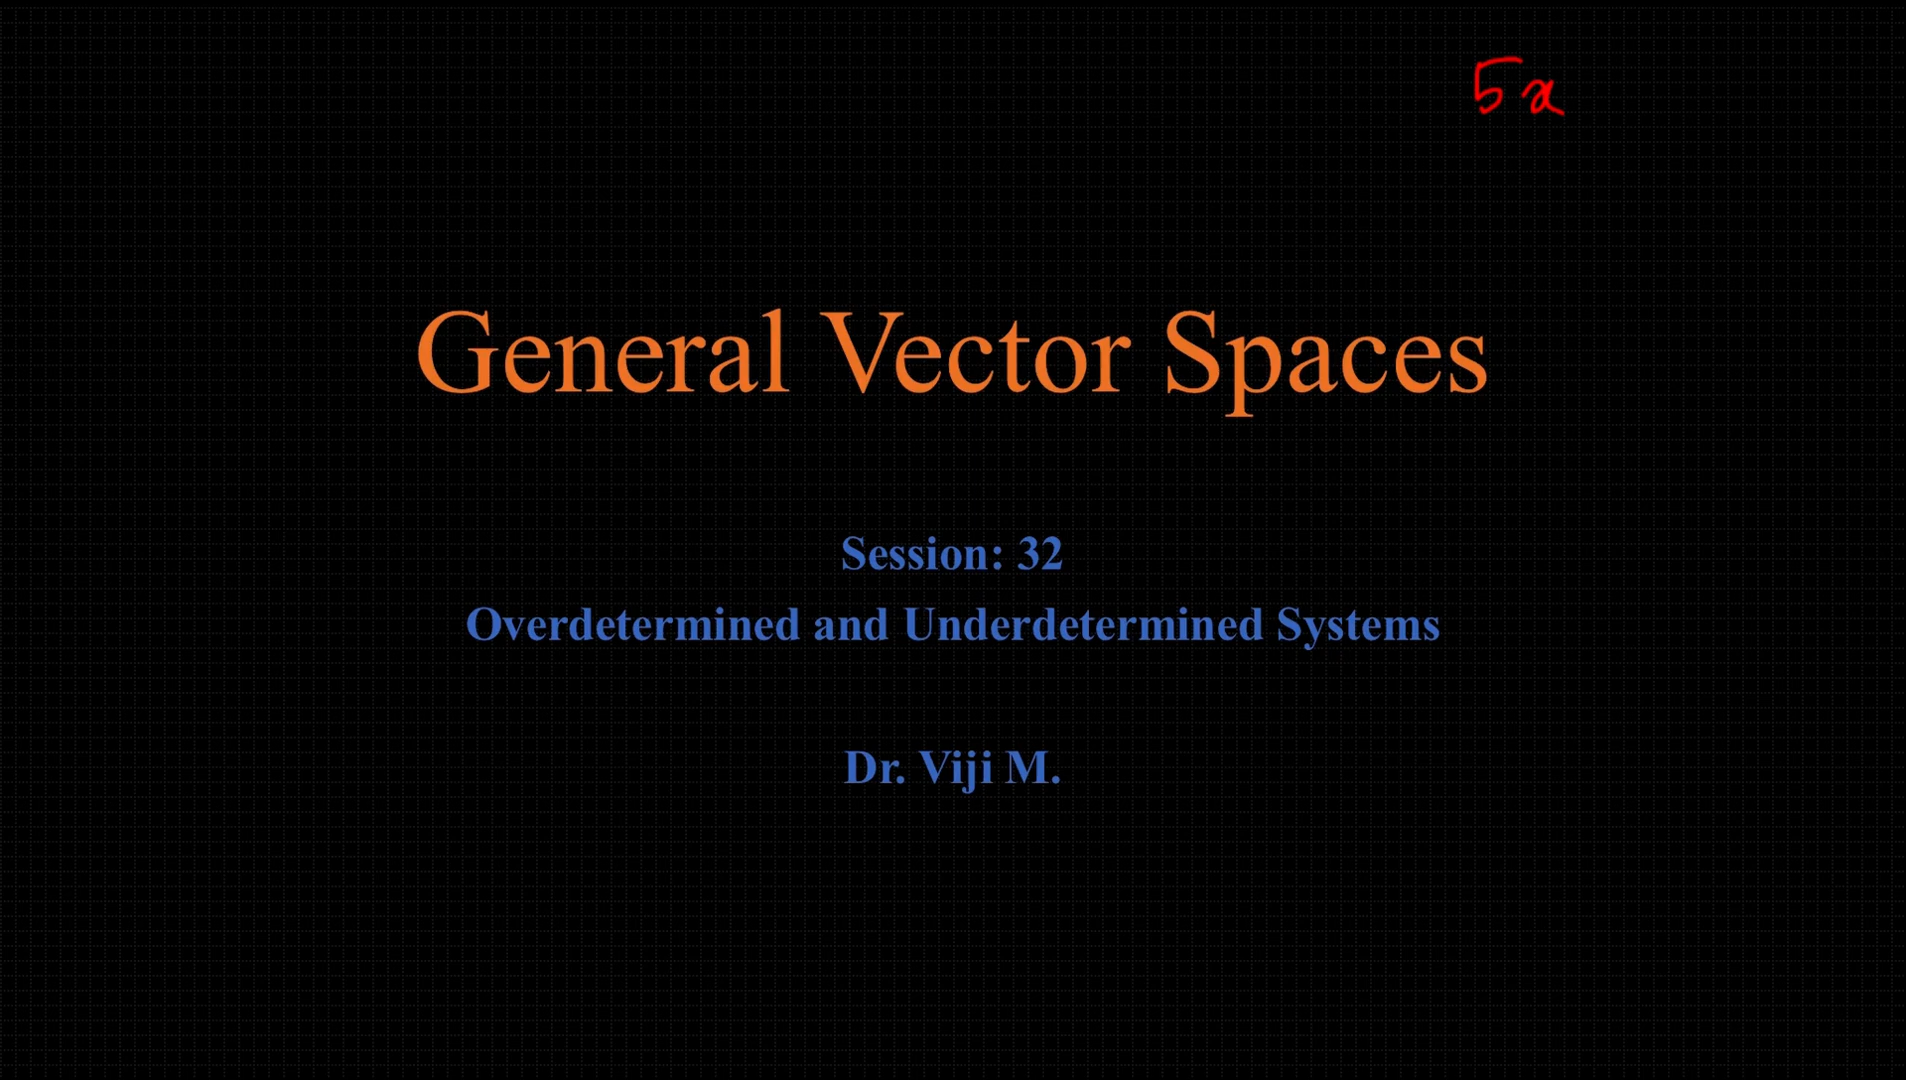 5x
General Vector Spaces
Session: 32
Overdetermined and Underdetermined Systems
Dr. Viji M.